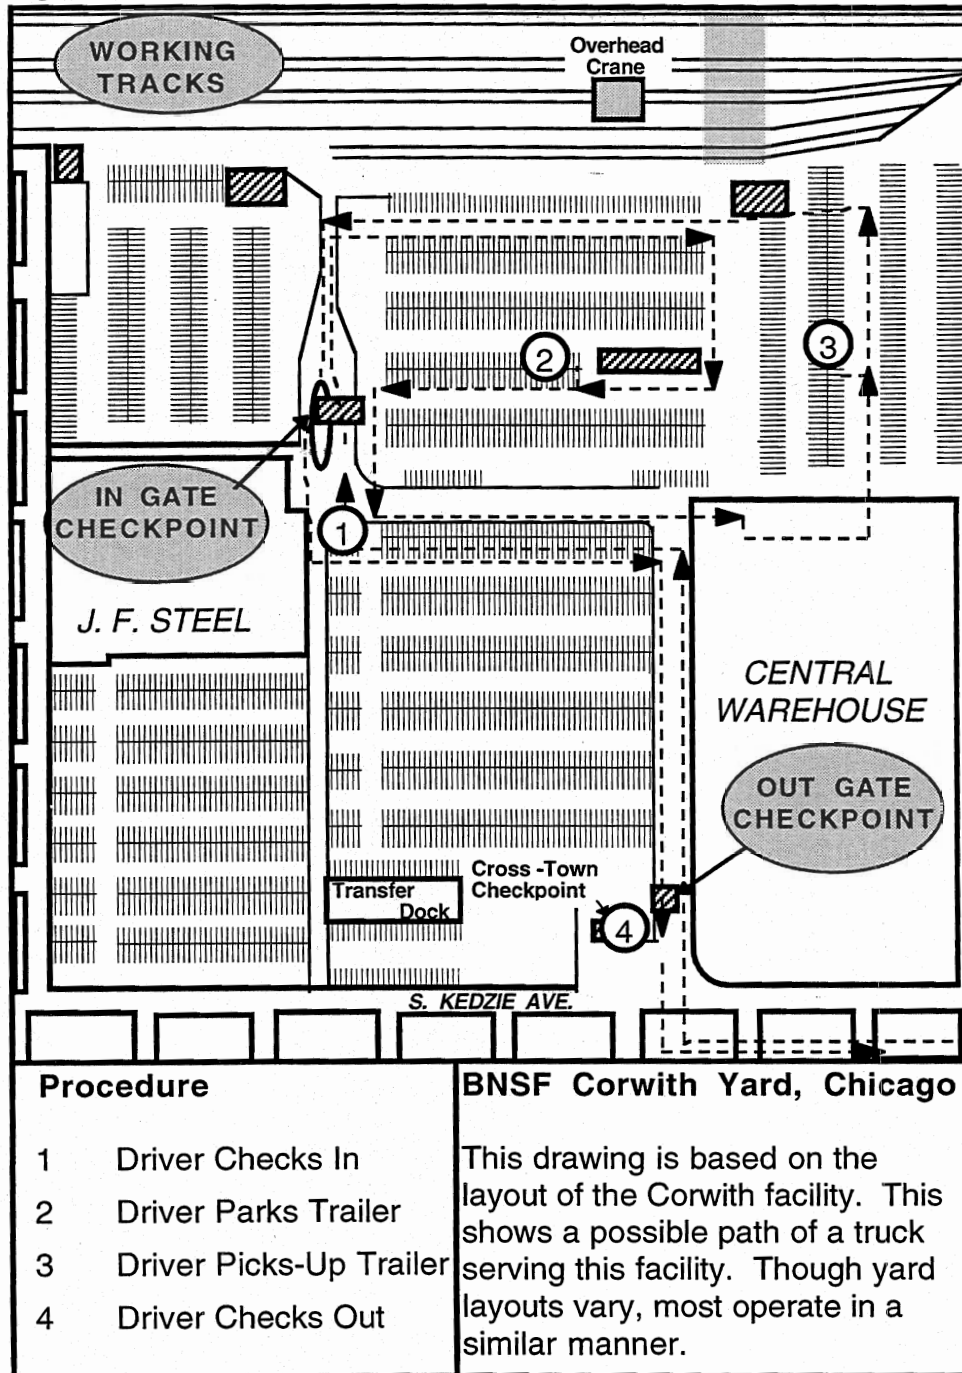 WORKING
TRACKS
Overhead
Crane
2
3
IN GATE
CHECKPOINT
1
J. F. STEEL
CENTRAL
WAREHOUSE
OUT GATE
CHECKPOINT
Cross -Town
Checkpoint
Transfer
Dock
4
S. KEDZIE AVE.
Procedure
1 Driver Checks In
2 Driver Parks Trailer
3 Driver Picks-Up Trailer
4 Driver Checks Out
BNSF Corwith Yard, Chicago
This drawing is based on the
layout of the Corwith facility. This
shows a possible path of a truck
serving this facility. Though yard
layouts vary, most operate in a
similar manner.